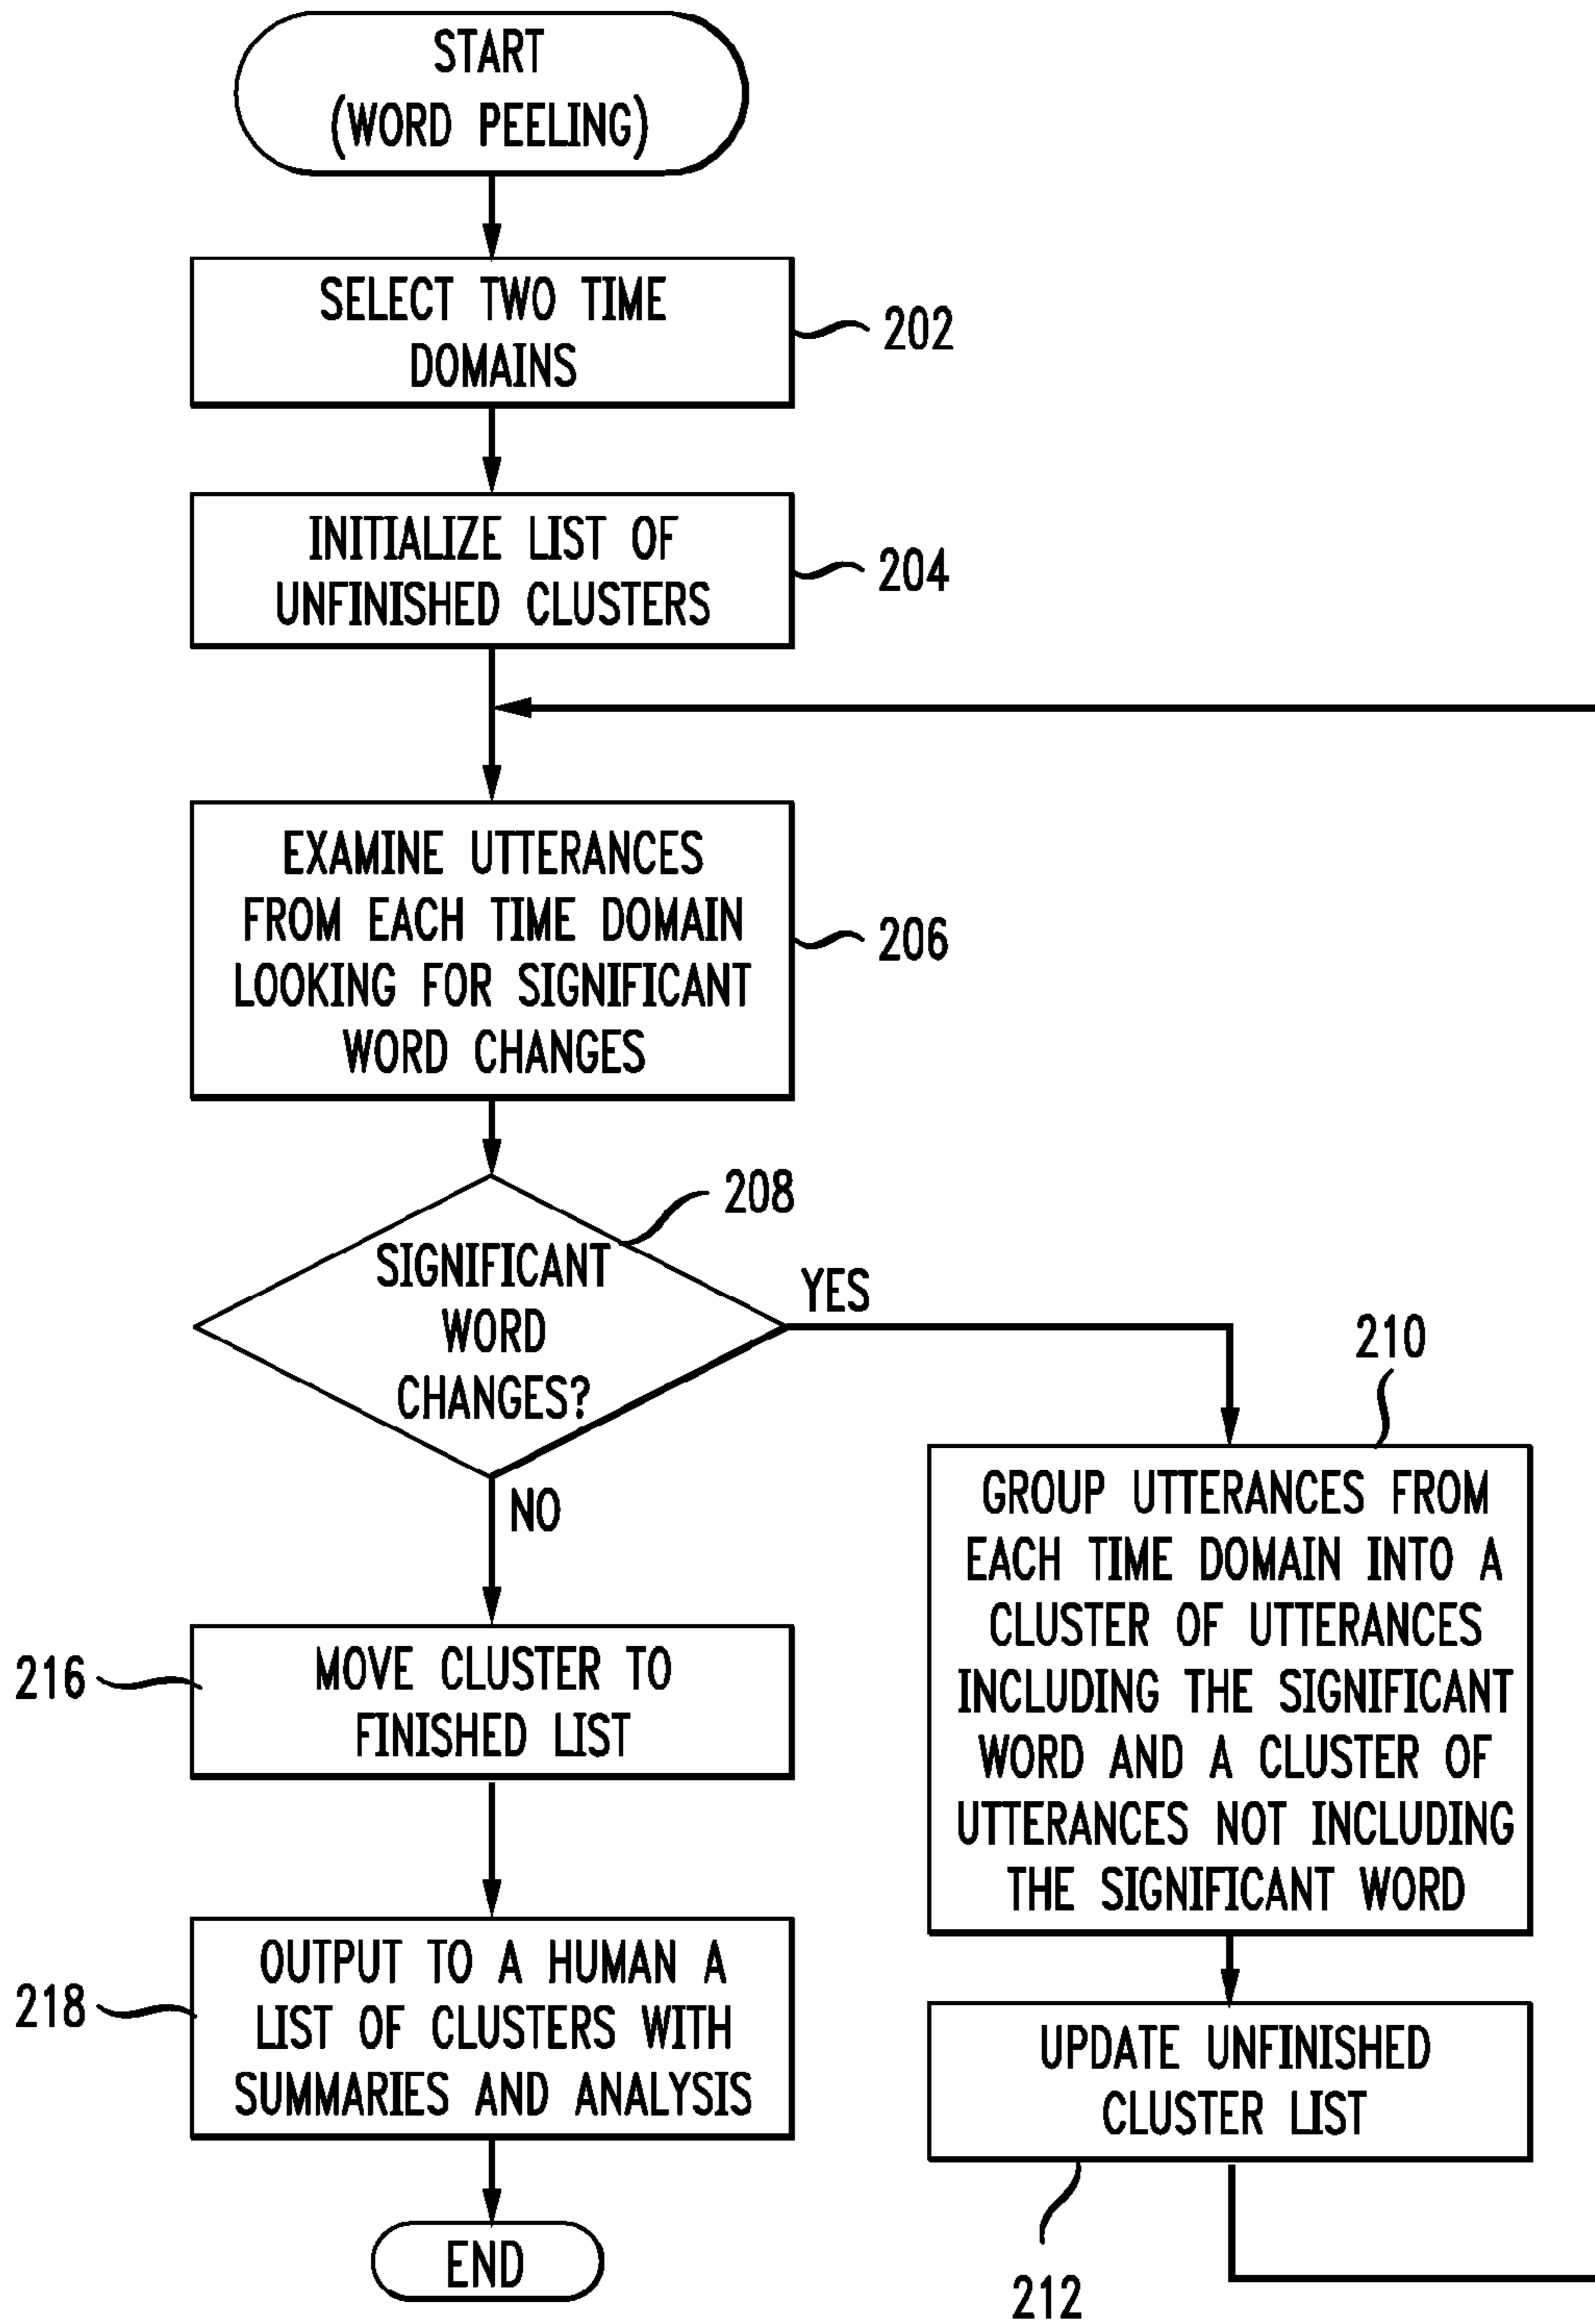 START
(WORD PEELING)
SELECT TWO TIME
DOMAINS
202
INITIALIZE LIST OF
UNFINISHED CLUSTERS
204
EXAMINE UTTERANCES
FROM EACH TIME DOMAIN
LOOKING FOR SIGNIFICANT
WORD CHANGES
206
208
SIGNIFICANT
WORD
CHANGES?
YES
NO
210
GROUP UTTERANCES FROM
EACH TIME DOMAIN INTO A
CLUSTER OF UTTERANCES
INCLUDING THE SIGNIFICANT
WORD AND A CLUSTER OF
UTTERANCES NOT INCLUDING
THE SIGNIFICANT WORD
UPDATE UNFINISHED
CLUSTER LIST
212
216
MOVE CLUSTER TO
FINISHED LIST
218
OUTPUT TO A HUMAN A
LIST OF CLUSTERS WITH
SUMMARIES AND ANALYSIS
END